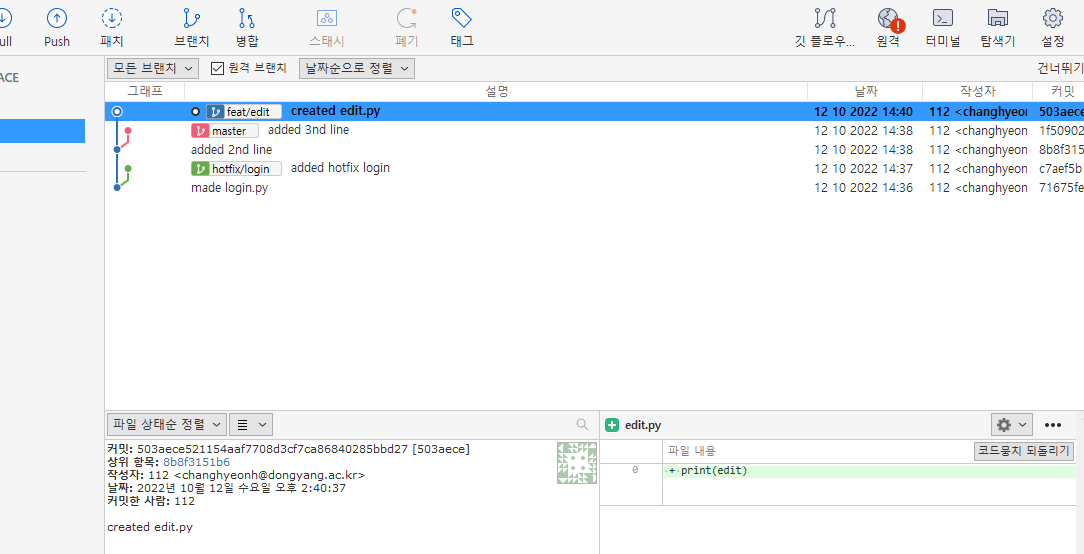 ull Push 패치 브랜치 병합 스태시 폐기 태그 깃 플로우... 원격 터미널 탐색기 설정
ACE
모든 브랜치 원격 브랜치 날짜순으로 정렬 건너뛰기
그래프 설명 날짜 작성자 커밋
feat/edit created edit.py 12 10 2022 14:40 112 <changhyeon 503aece
master added 3nd line 12 10 2022 14:38 112 <changhyeon 1f50902
added 2nd line 12 10 2022 14:38 112 <changhyeon 8b8f315
hotfix/login added hotfix login 12 10 2022 14:37 112 <changhyeon c7aef5b
made login.py 12 10 2022 14:36 112 <changhyeon 71675fe
파일 상태순 정렬
커밋: 503aece521154aaf7708d3cf7ca86840285bbd27 [503aece]
상위 항목: 8b8f3151b6
작성자: 112 <changhyeonh@dongyang.ac.kr>
날짜: 2022년 10월 12일 수요일 오후 2:40:37
커밋한 사람: 112
created edit.py
edit.py
파일 내용 코드뭉치 되돌리기
0 + print(edit)